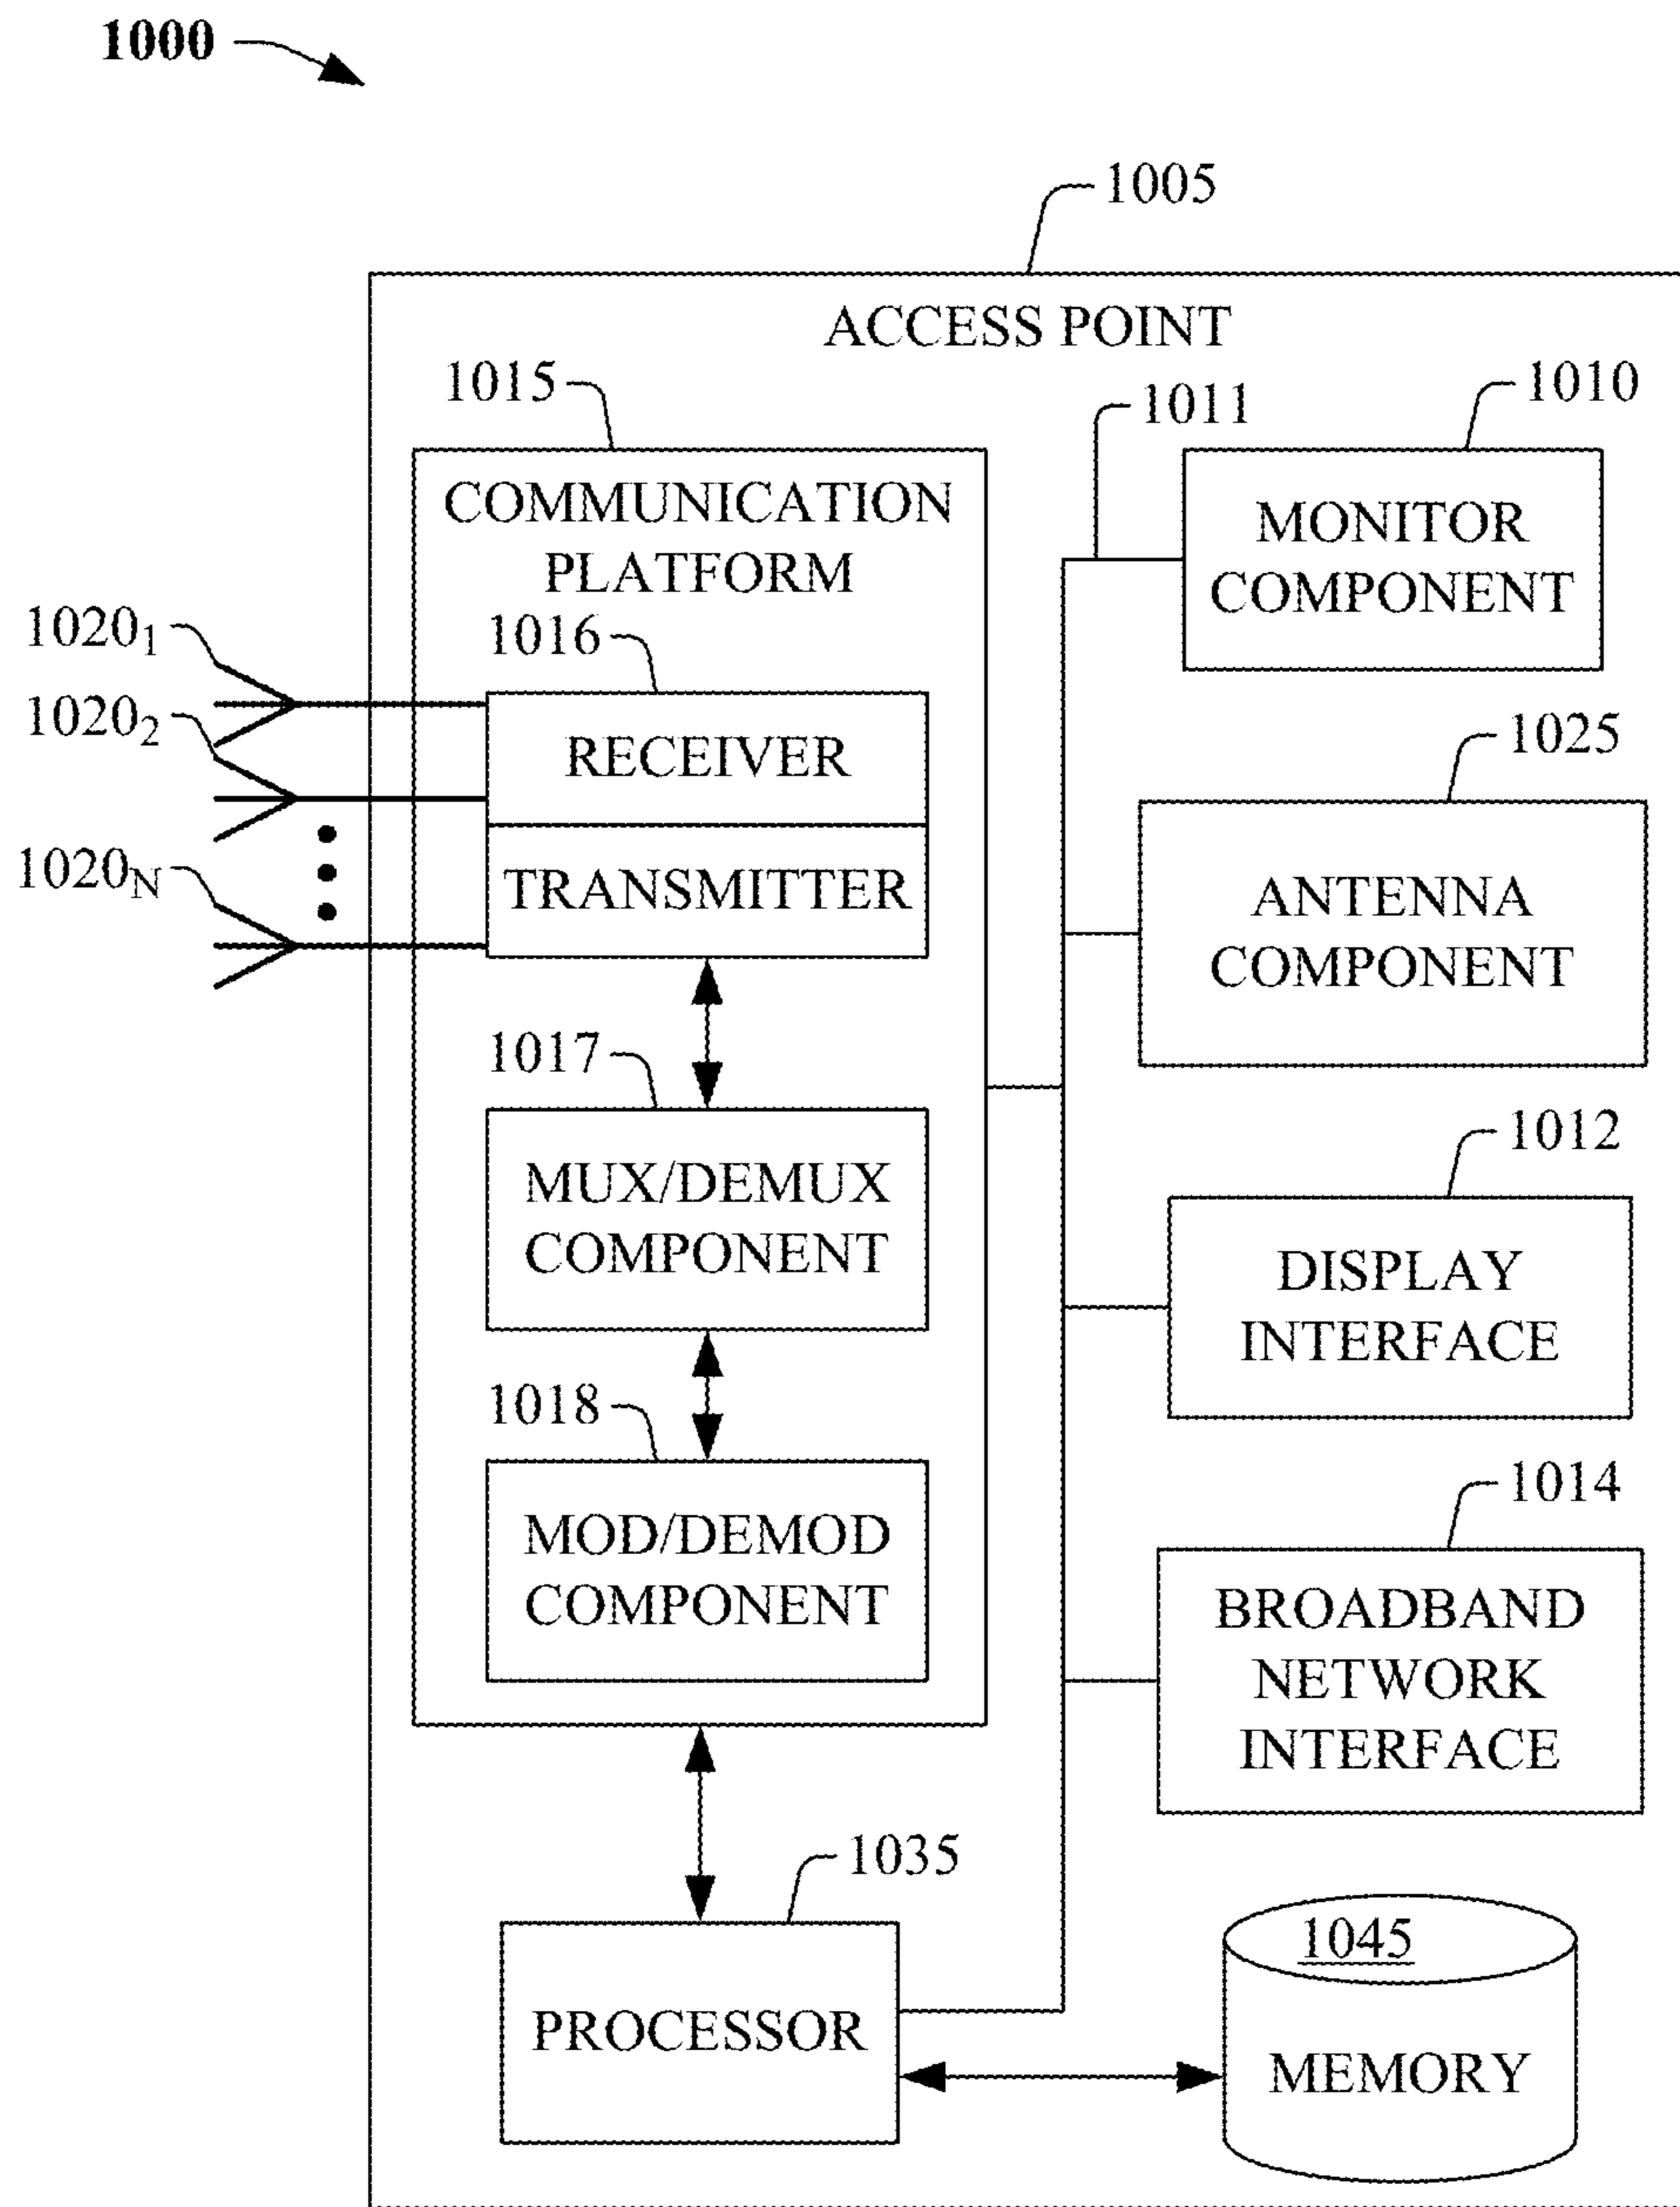 1000
1005
ACCESS POINT
1015
1011
1010
COMMUNICATION
PLATFORM
MONITOR
COMPONENT
1020₁
1016
1020₂
RECEIVER
1025
1020N
TRANSMITTER
ANTENNA
COMPONENT
1017
MUX/DEMUX
COMPONENT
1012
DISPLAY
INTERFACE
1018
MOD/DEMOD
COMPONENT
1014
BROADBAND
NETWORK
INTERFACE
1035
PROCESSOR
1045
MEMORY